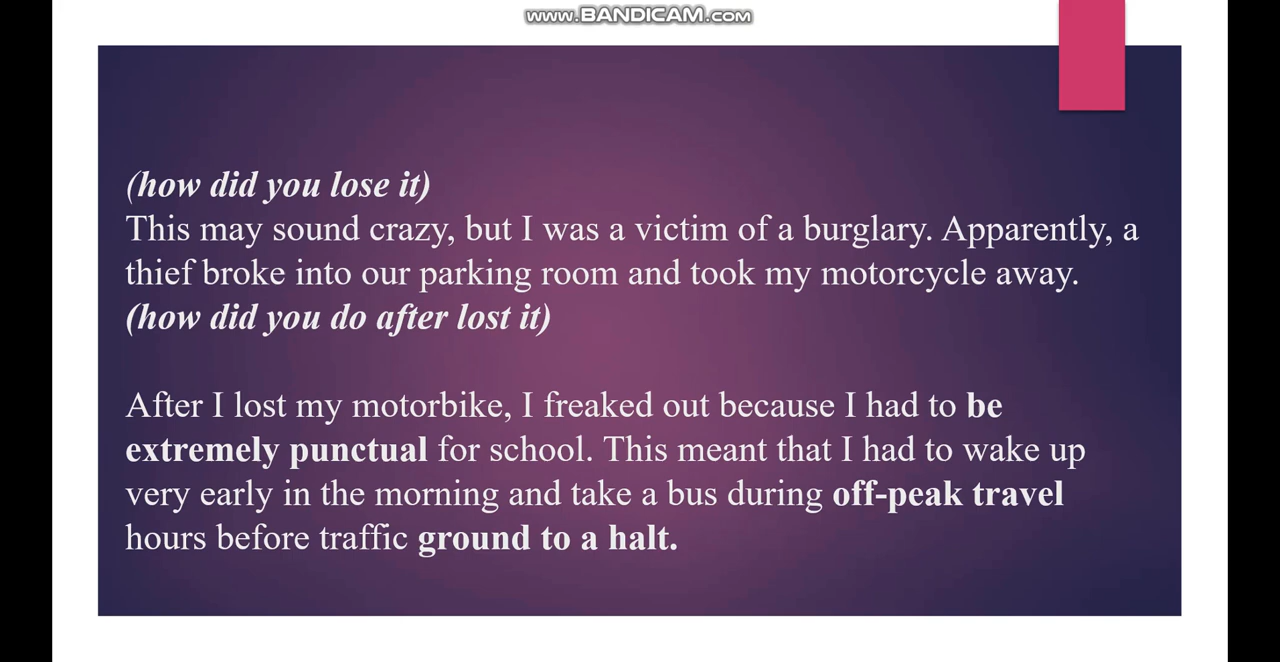 www.BANDICAM.com
(how did you lose it)
This may sound crazy, but I was a victim of a burglary. Apparently, a
thief broke into our parking room and took my motorcycle away.
(how did you do after lost it)
After I lost my motorbike, I freaked out because I had to be
extremely punctual for school. This meant that I had to wake up
very early in the morning and take a bus during off-peak travel
hours before traffic ground to a halt.